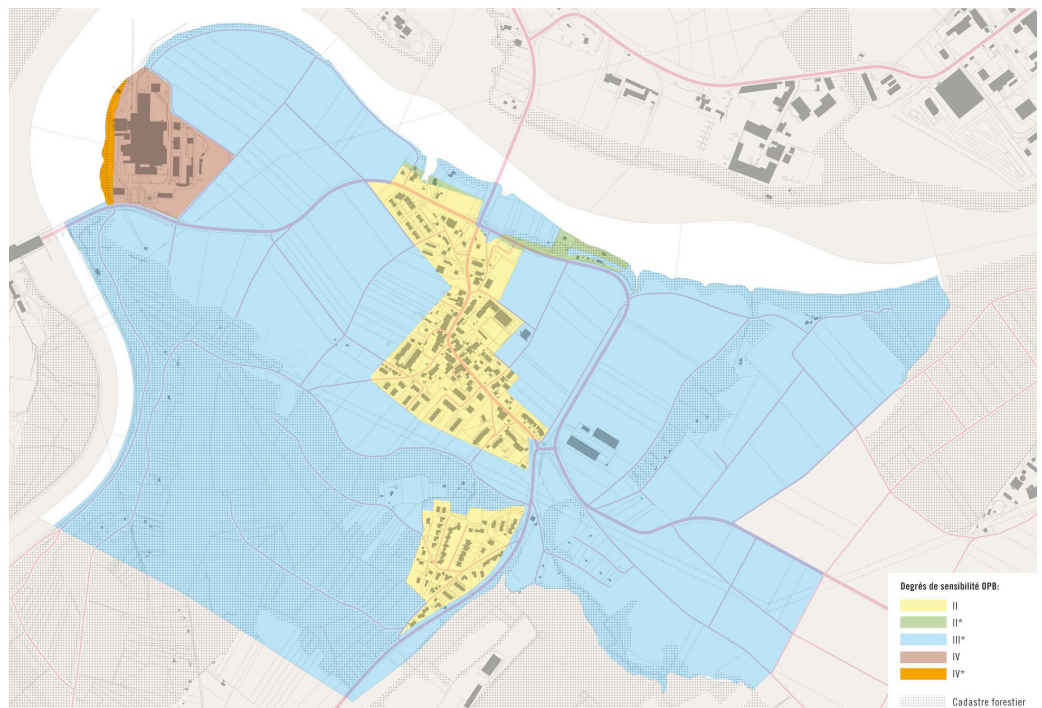 Degrés de sensibilité OPB:
II
II*
III*
IV
IV*
Cadastre forestier